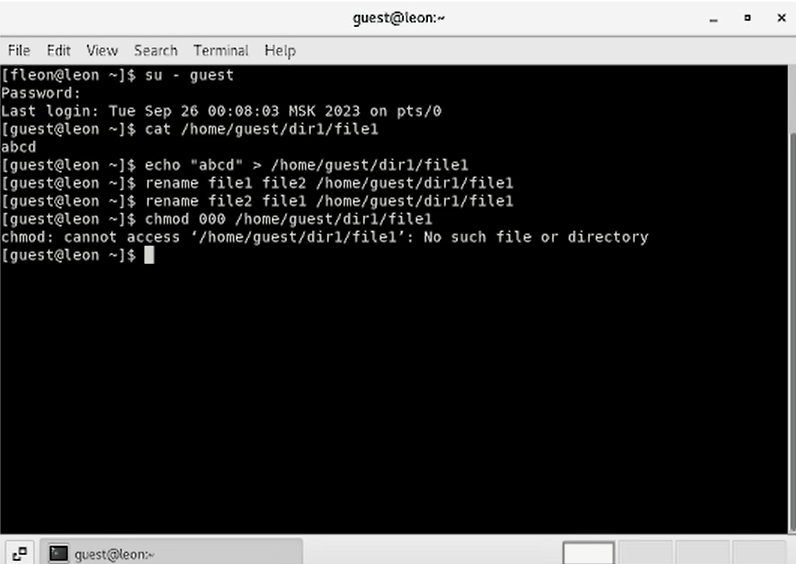 guest@leon:~
File Edit View Search Terminal Help
[fleon@leon ~]$ su - guest
Password:
Last login: Tue Sep 26 00:08:03 MSK 2023 on pts/0
[guest@leon ~]$ cat /home/guest/dir1/file1
abcd
[guest@leon ~]$ echo "abcd" > /home/guest/dir1/file1
[guest@leon ~]$ rename file1 file2 /home/guest/dir1/file1
[guest@leon ~]$ rename file2 file1 /home/guest/dir1/file1
[guest@leon ~]$ chmod 000 /home/guest/dir1/file1
chmod: cannot access ‘/home/guest/dir1/file1’: No such file or directory
[guest@leon ~]$
guest@leon:~